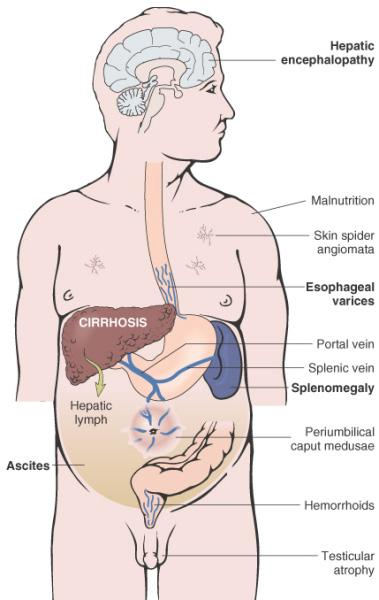 Hepatic
encephalopathy
Malnutrition
Skin spider
angiomata
Esophageal
varices
CIRRHOSIS
Portal vein
Splenic vein
Splenomegaly
Hepatic
lymph
Periumbilical
caput medusae
Ascites
Hemorrhoids
Testicular
atrophy